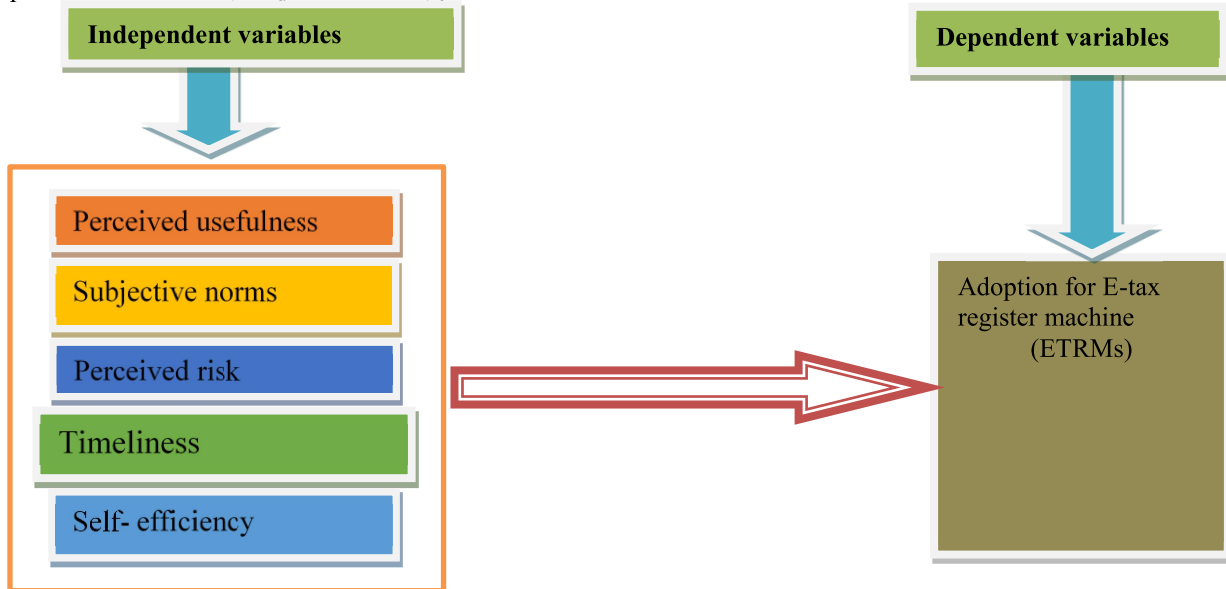 Independent variables
Dependent variables
Perceived usefulness
Subjective norms
Perceived risk
Timeliness
Self- efficiency
Adoption for E-tax
register machine
(ETRMs)